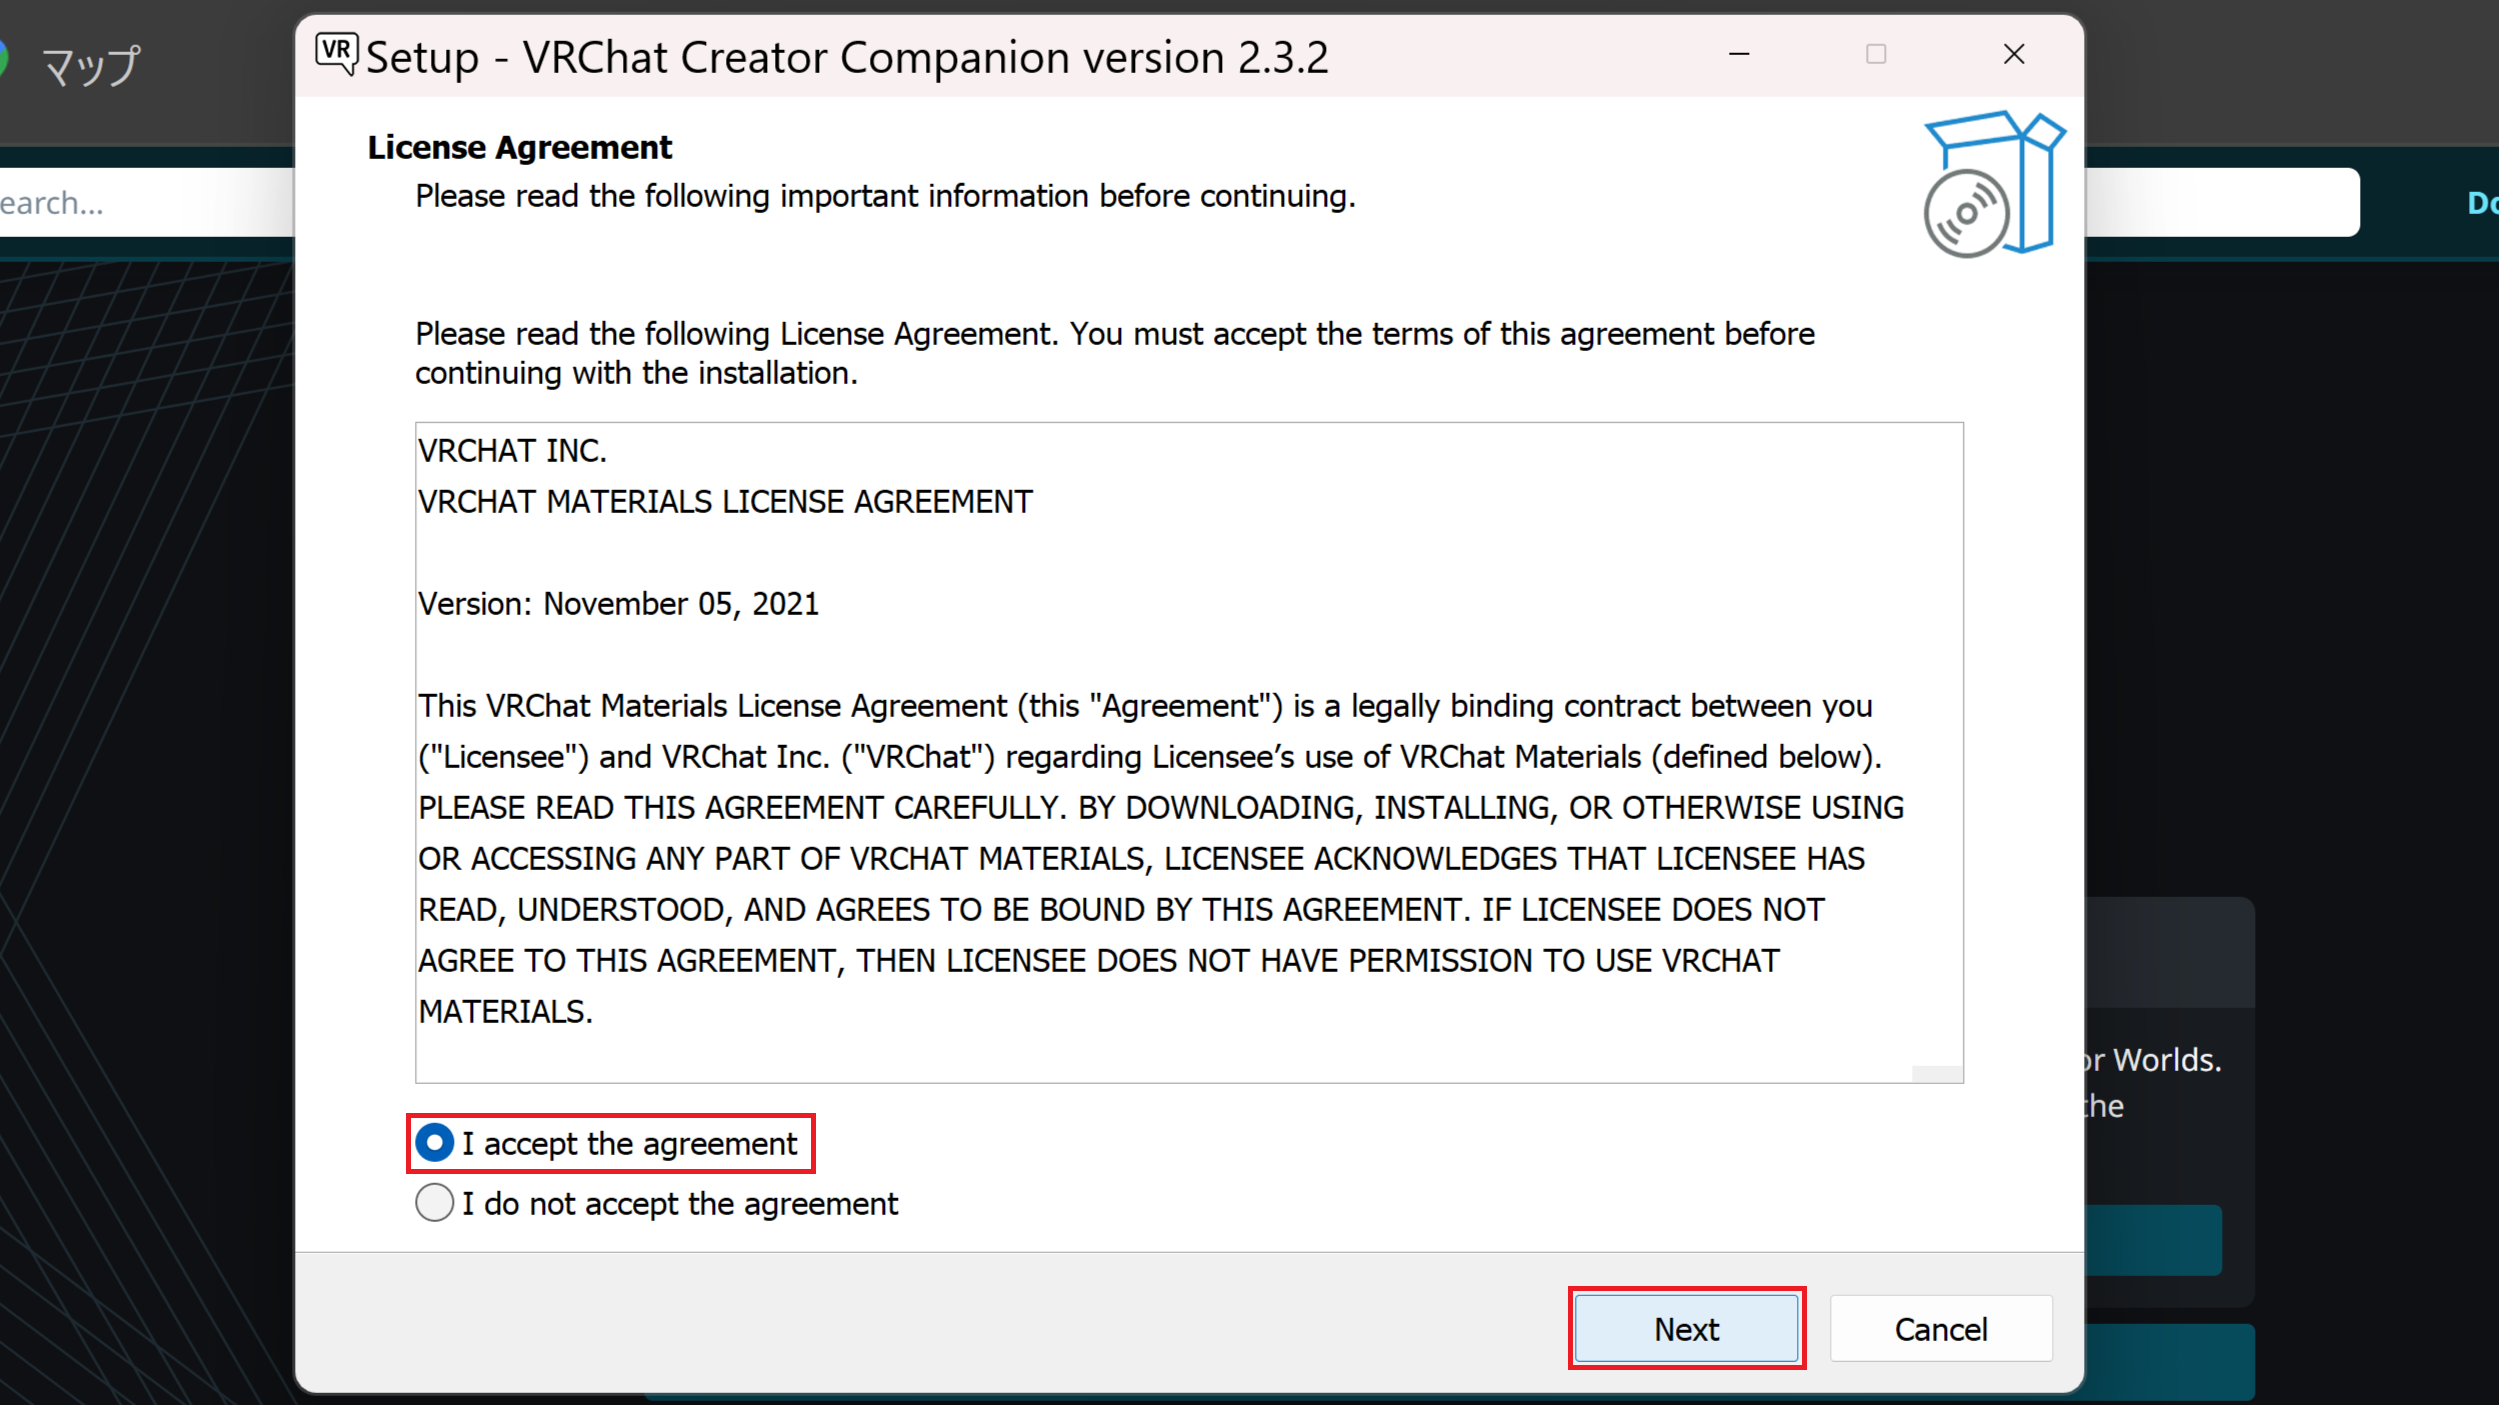 マップ
VR Setup - VRChat Creator Companion version 2.3.2
License Agreement
Please read the following important information before continuing.
earch...
Please read the following License Agreement. You must accept the terms of this agreement before
continuing with the installation.
VRCHAT INC.
VRCHAT MATERIALS LICENSE AGREEMENT
Version: November 05, 2021
This VRChat Materials License Agreement (this "Agreement") is a legally binding contract between you
("Licensee") and VRChat Inc. ("VRChat") regarding Licensee’s use of VRChat Materials (defined below).
PLEASE READ THIS AGREEMENT CAREFULLY. BY DOWNLOADING, INSTALLING, OR OTHERWISE USING
OR ACCESSING ANY PART OF VRCHAT MATERIALS, LICENSEE ACKNOWLEDGES THAT LICENSEE HAS
READ, UNDERSTOOD, AND AGREES TO BE BOUND BY THIS AGREEMENT. IF LICENSEE DOES NOT
AGREE TO THIS AGREEMENT, THEN LICENSEE DOES NOT HAVE PERMISSION TO USE VRCHAT
MATERIALS.
or Worlds.
the
I accept the agreement
I do not accept the agreement
Next
Cancel